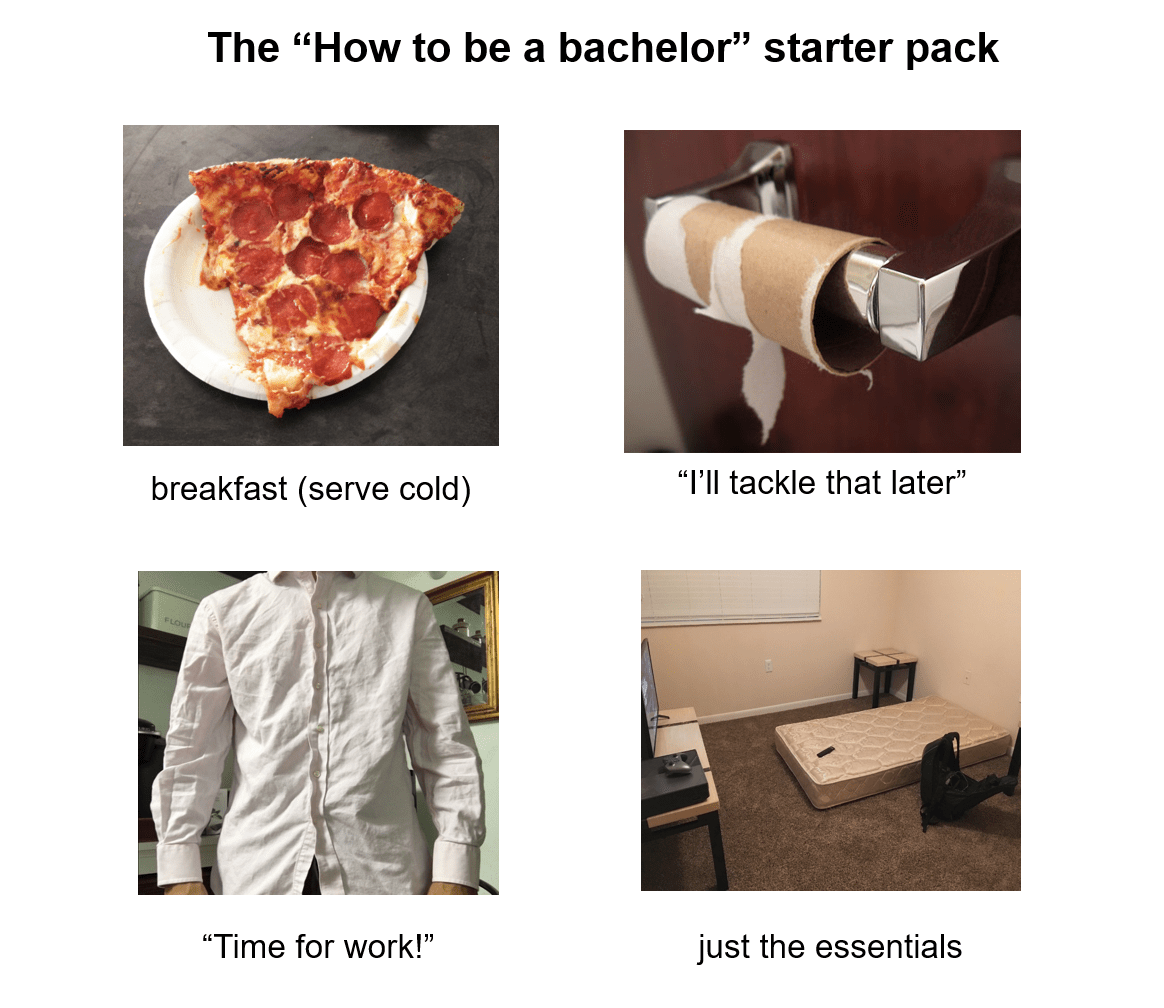 The “How to be a bachelor” starter pack
breakfast (serve cold)
“I’ll tackle that later”
FLOUR
“Time for work!”
just the essentials